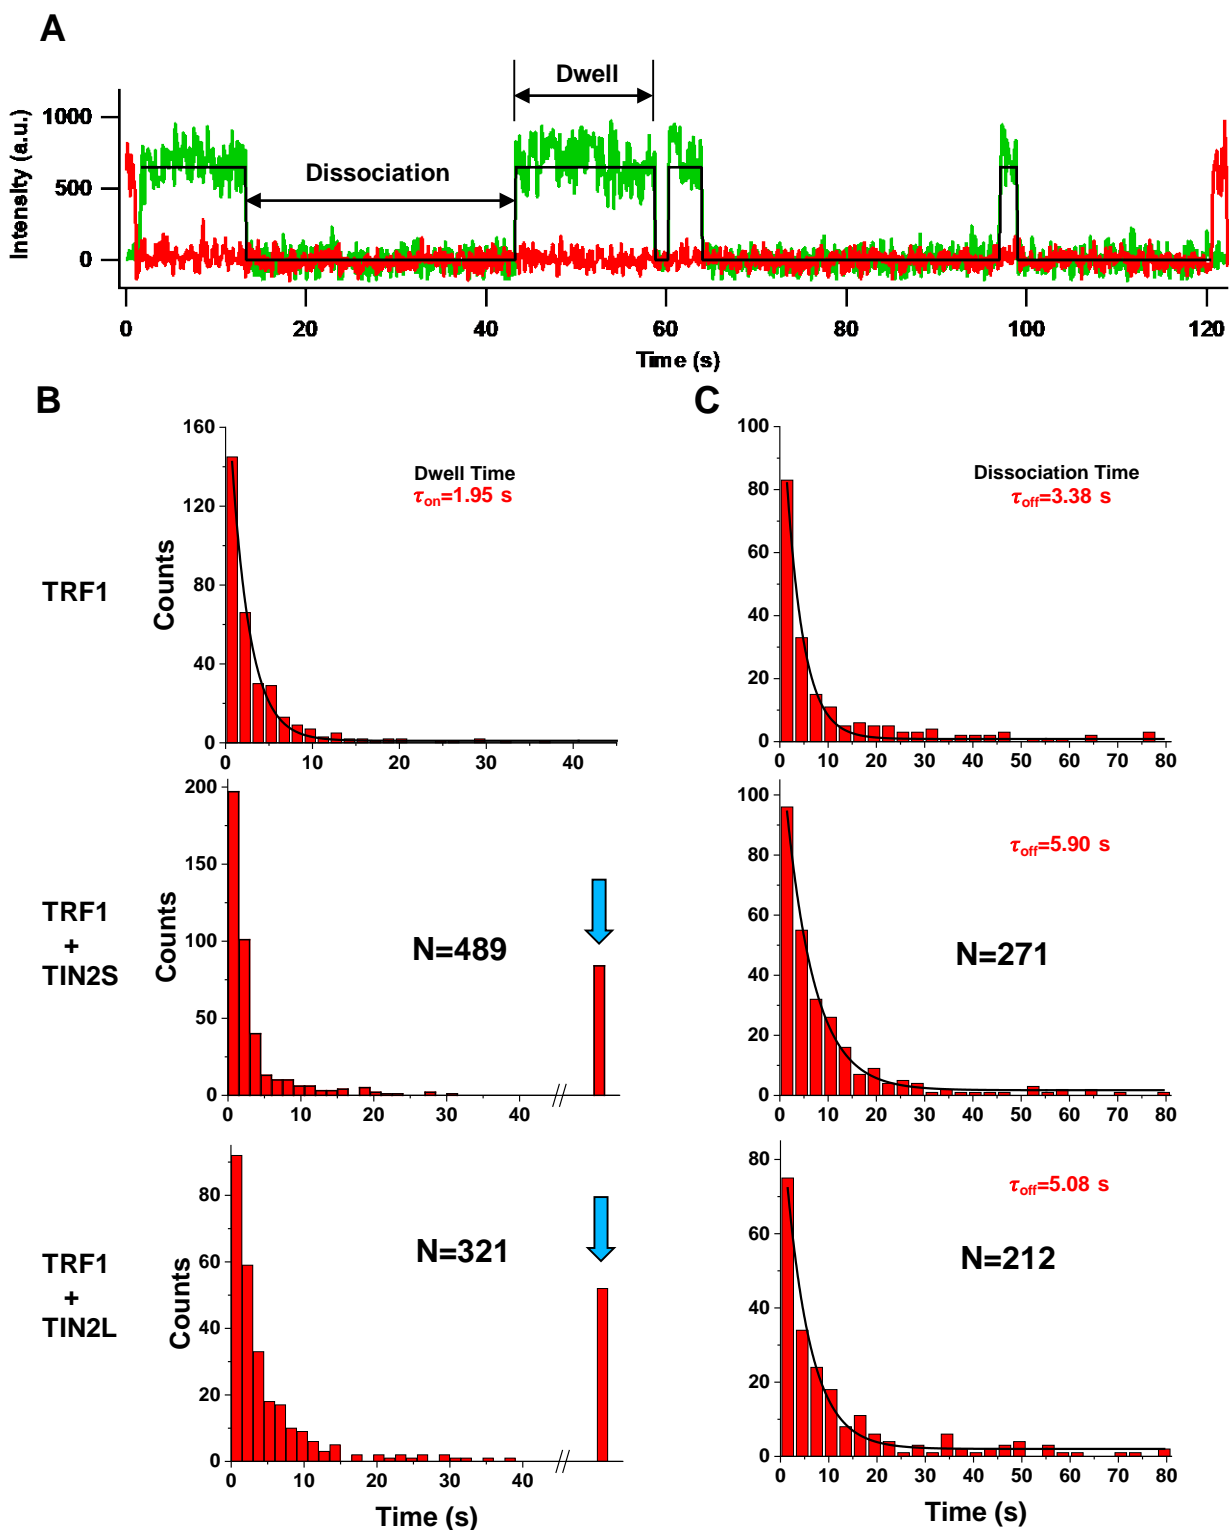 A
Dwell
Dissociation
Intensity (a.u.)
1000
500
0
0 20 40 60 80 100 120
Time (s)
B
C
TRF1
Counts
160
120
80
40
0
Dwell Time
τon=1.95 s
0 10 20 30 40
100
80
60
40
20
0
Dissociation Time
τoff=3.38 s
0 10 20 30 40 50 60 70 80
TRF1
+
TIN2S
Counts
200
150
100
50
0
N=489
0 10 20 30 40 //
100
80
60
40
20
0
τoff=5.90 s
N=271
0 10 20 30 40 50 60 70 80
TRF1
+
TIN2L
Counts
80
60
40
20
0
N=321
0 10 20 30 40 //
Time (s)
80
60
40
20
0
τoff=5.08 s
N=212
0 10 20 30 40 50 60 70 80
Time (s)